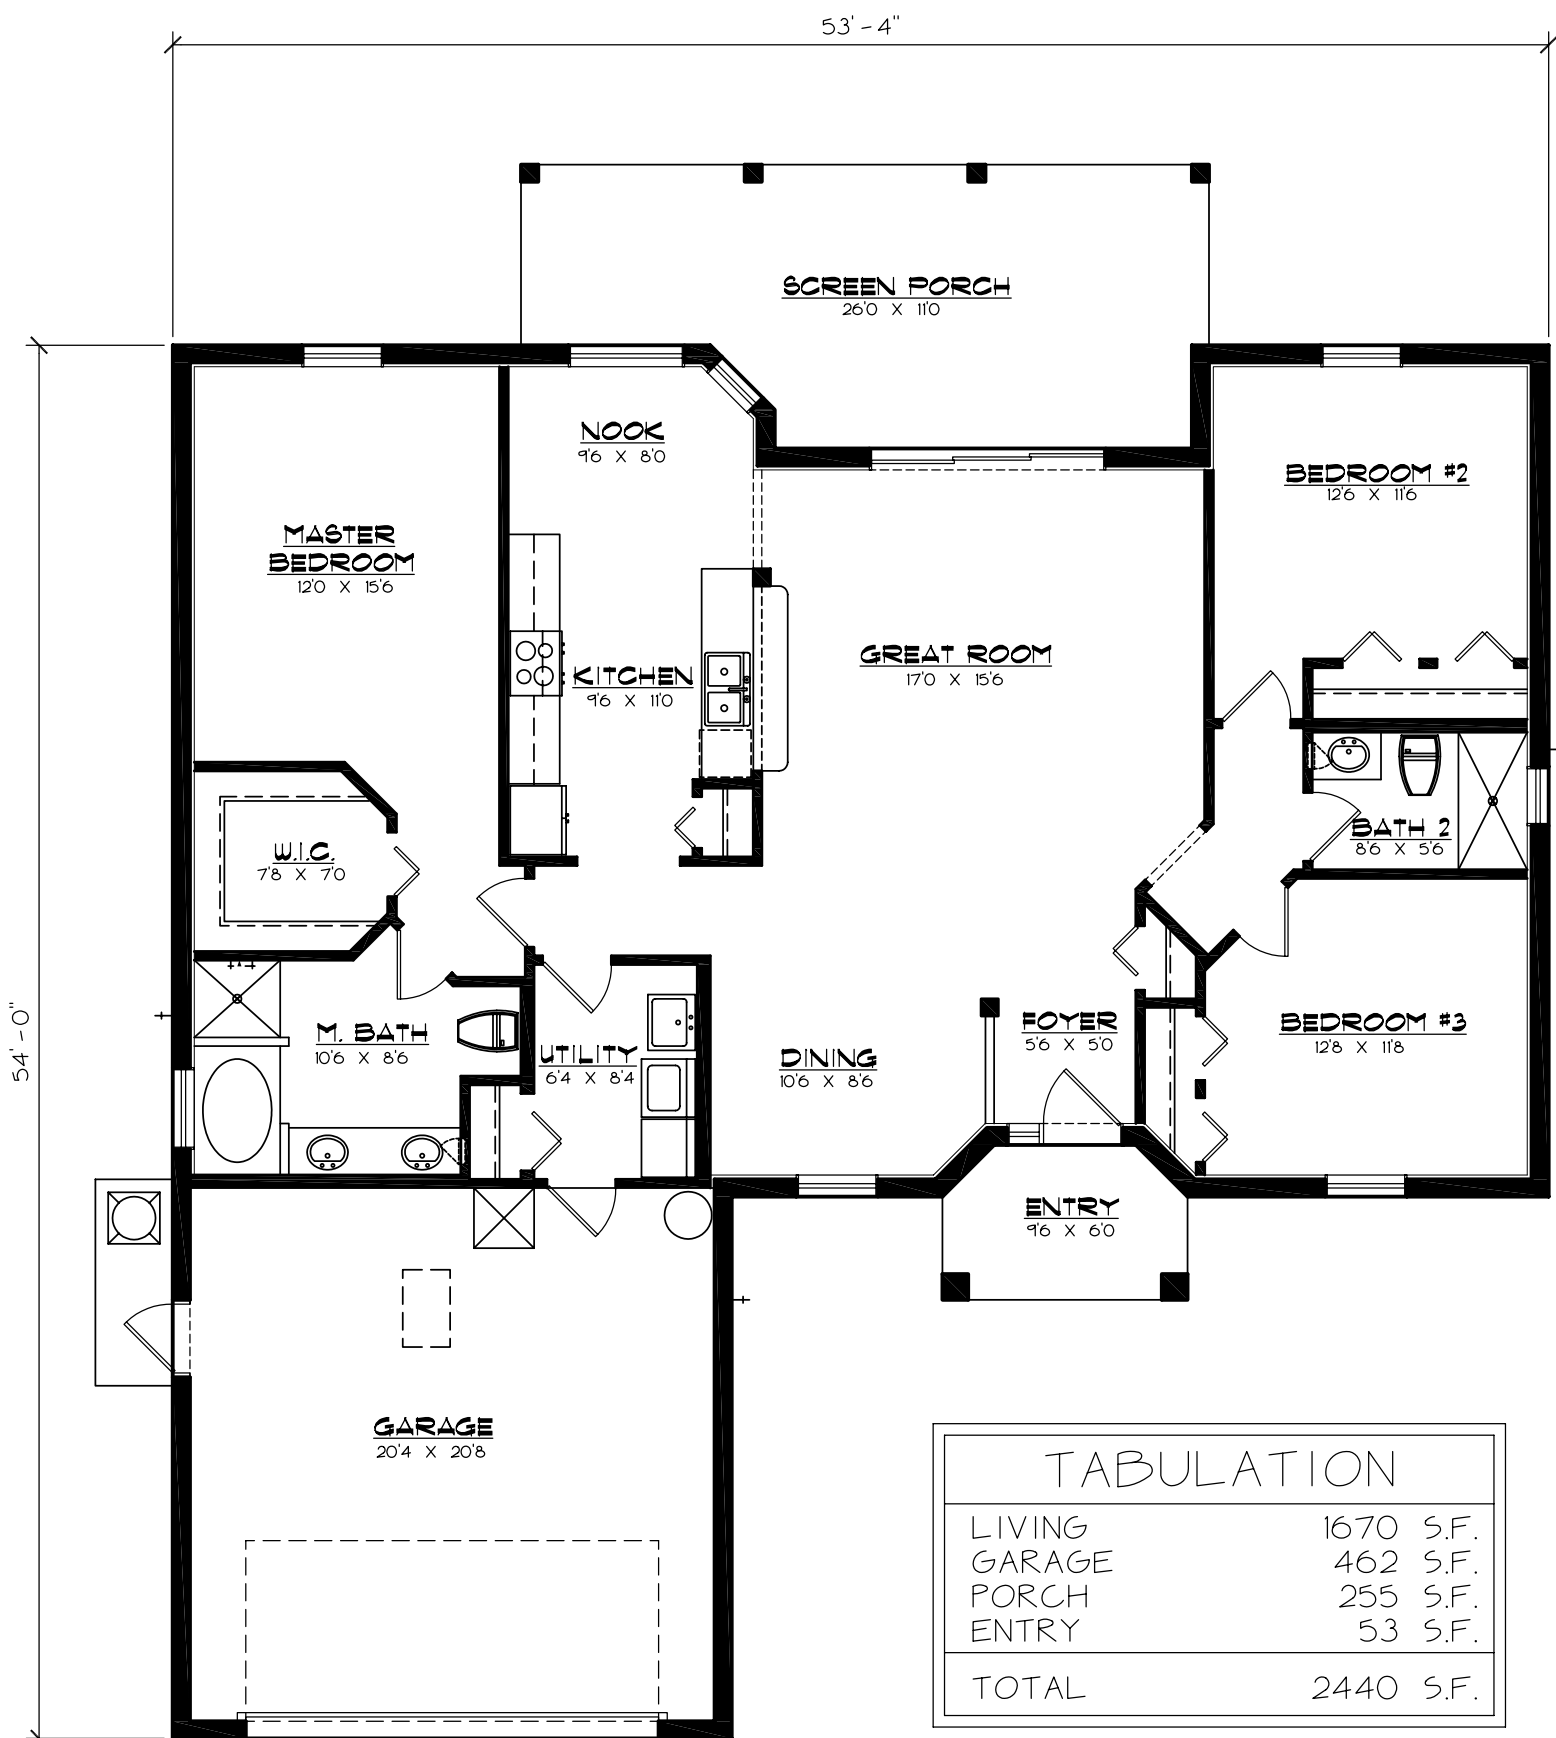 53'-4"
SCREEN PORCH
26'0 X 11'0
NOOK
9'6 X 8'0
BEDROOM #2
12'6 X 11'6
MASTER
BEDROOM
12'0 X 15'6
GREAT ROOM
17'0 X 15'6
KITCHEN
9'6 X 11'0
BATH 2
8'6 X 5'6
W.I.C.
7'8 X 7'0
54'-0"
M. BATH
10'6 X 8'6
UTILITY
6'4 X 8'4
DINING
10'6 X 8'6
FOYER
5'6 X 5'0
BEDROOM #3
12'8 X 11'8
ENTRY
9'6 X 6'0
GARAGE
20'4 X 20'8
TABULATION
LIVING 1670 S.F.
GARAGE 462 S.F.
PORCH 255 S.F.
ENTRY 53 S.F.
TOTAL 2440 S.F.